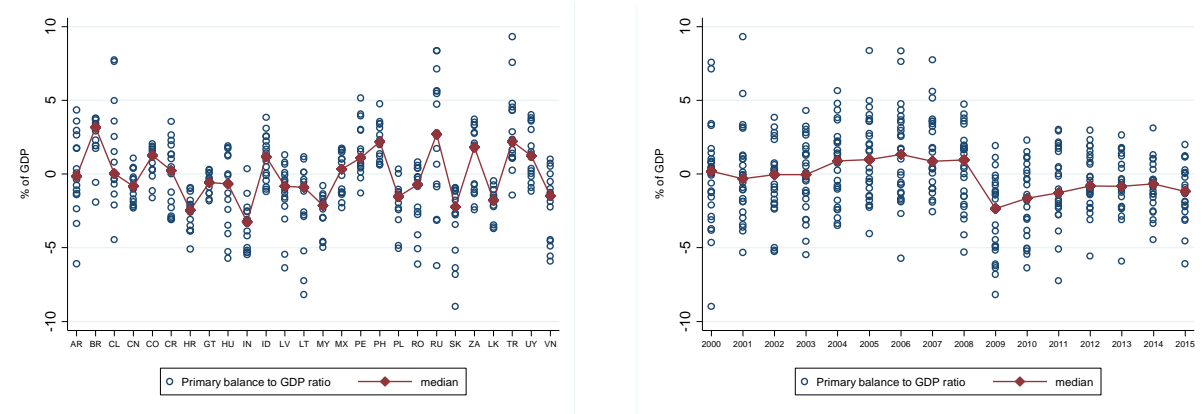 10
5
0
-5
-10
% of GDP
AR BR CL CN CO CR HR GT HU IN ID LV LT MY MX PE PH PL RO RU SK ZA LK TR UY VN
Primary balance to GDP ratio median
10
5
0
-5
-10
% of GDP
2000 2001 2002 2003 2004 2005 2006 2007 2008 2009 2010 2011 2012 2013 2014 2015
Primary balance to GDP ratio median